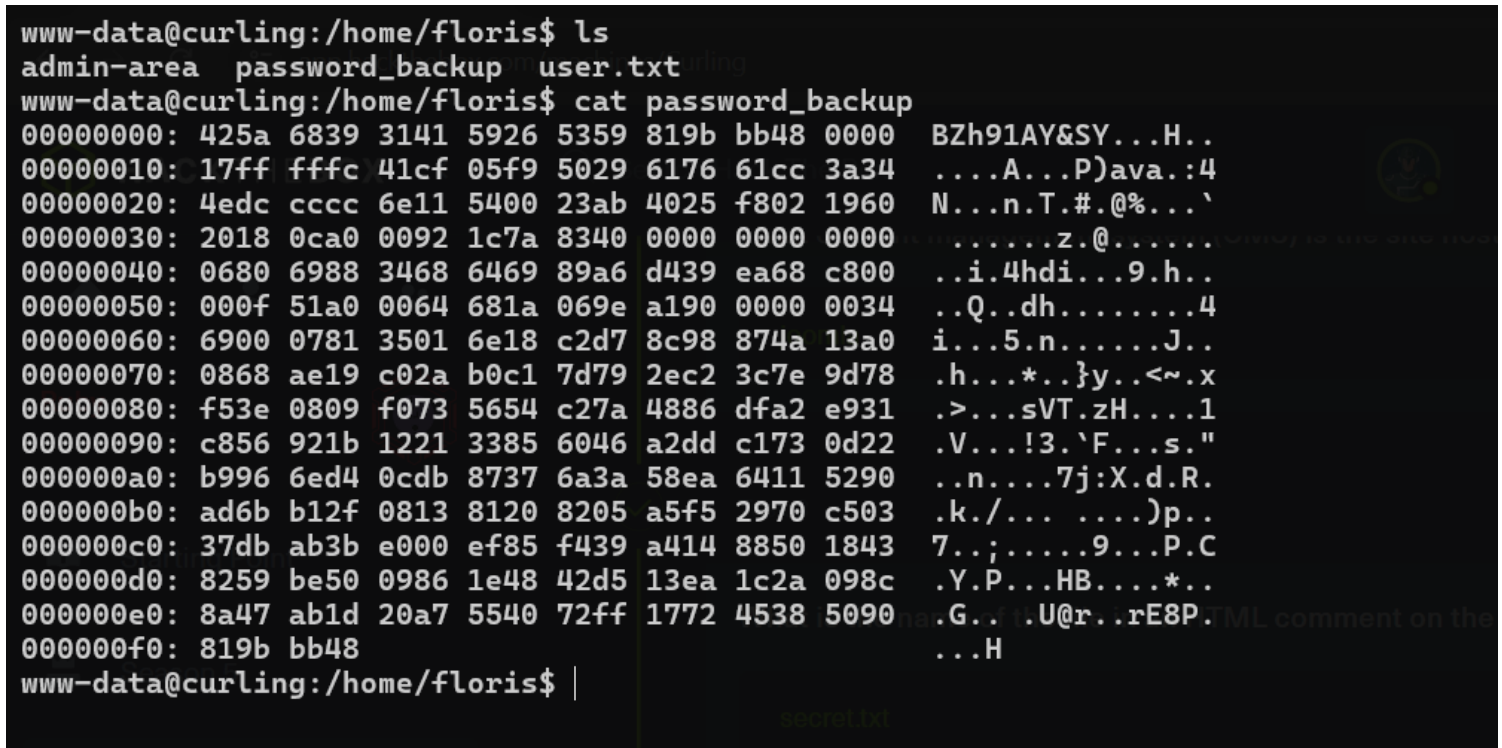 www-data@curling:/home/floris$ ls
admin-area  password_backup  user.txt
www-data@curling:/home/floris$ cat password_backup
00000000: 425a 6839 3141 5926 5359 819b bb48 0000  BZh91AY&SY...H..
00000010: 17ff fffc 41cf 05f9 5029 6176 61cc 3a34  ....A...P)ava.:4
00000020: 4edc cccc 6e11 5400 23ab 4025 f802 1960  N...n.T.#.@%...`
00000030: 2018 0ca0 0092 1c7a 8340 0000 0000 0000   ......z.@......
00000040: 0680 6988 3468 6469 89a6 d439 ea68 c800  ..i.4hdi...9.h..
00000050: 000f 51a0 0064 681a 069e a190 0000 0034  ..Q..dh........4
00000060: 6900 0781 3501 6e18 c2d7 8c98 874a 13a0  i...5.n......J..
00000070: 0868 ae19 c02a b0c1 7d79 2ec2 3c7e 9d78  .h...*..}y..<~.x
00000080: f53e 0809 f073 5654 c27a 4886 dfa2 e931  .>...sVT.zH....1
00000090: c856 921b 1221 3385 6046 a2dd c173 0d22  .V...!3.`F...s."
000000a0: b996 6ed4 0cdb 8737 6a3a 58ea 6411 5290  ..n....7j:X.d.R.
000000b0: ad6b b12f 0813 8120 8205 a5f5 2970 c503  .k./... ....)p..
000000c0: 37db ab3b e000 ef85 f439 a414 8850 1843  7..;.....9...P.C
000000d0: 8259 be50 0986 1e48 42d5 13ea 1c2a 098c  .Y.P...HB....*..
000000e0: 8a47 ab1d 20a7 5540 72ff 1772 4538 5090  .G.. .U@r..rE8P.
000000f0: 819b bb48                                ...H
www-data@curling:/home/floris$
secret.txt